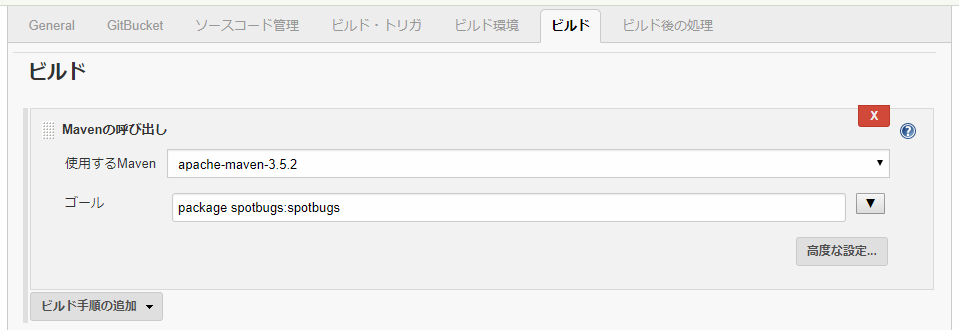 General GitBucket ソースコード管理 ビルド・トリガ ビルド環境 ビルド ビルド後の処理
ビルド
X
Mavenの呼び出し
?
使用するMaven apache-maven-3.5.2 ▼
ゴール package spotbugs:spotbugs ▼
高度な設定...
ビルド手順の追加 ▼